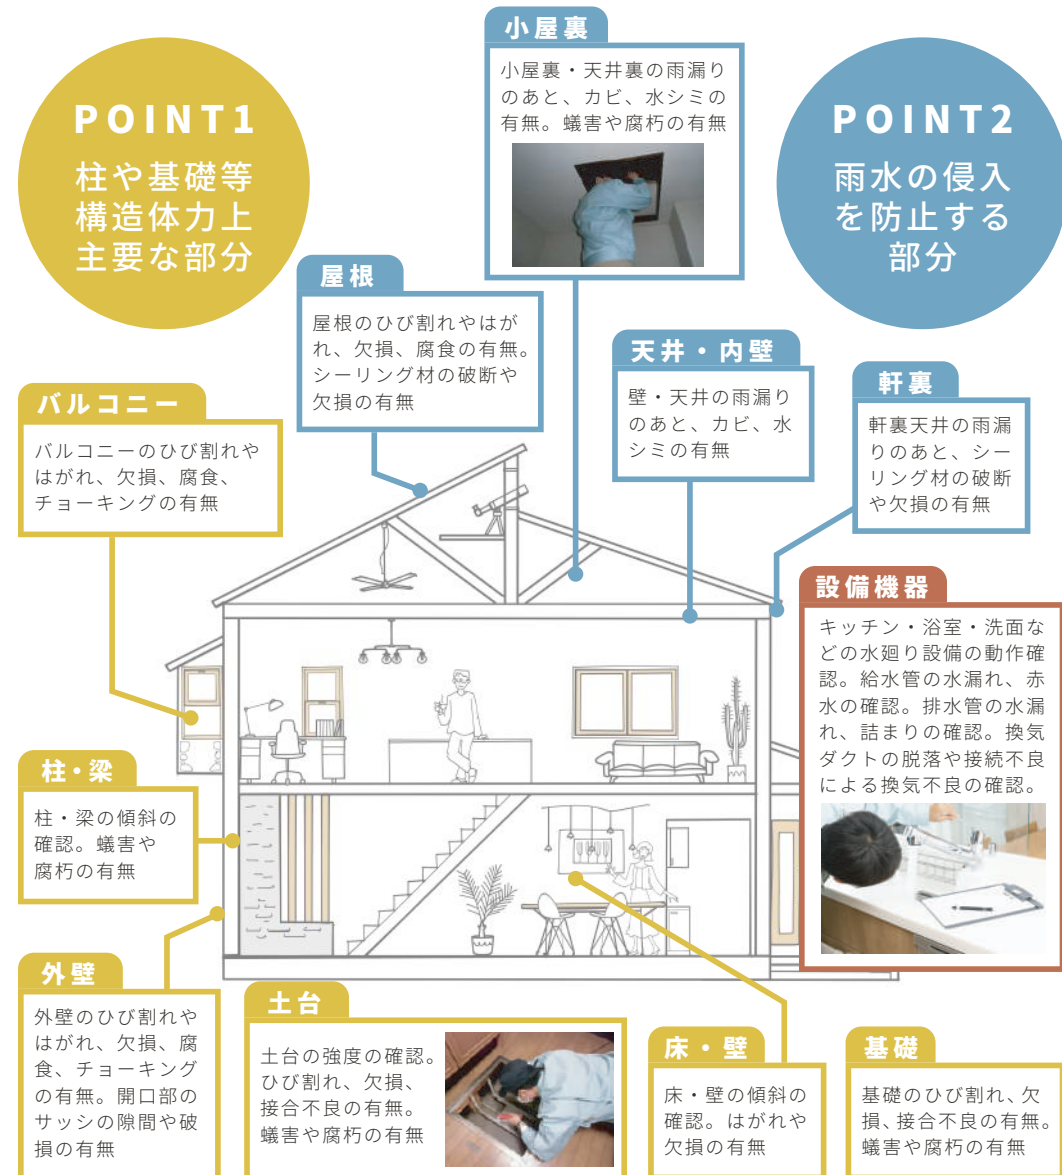 POINT1
柱や基礎等
構造体力上
主要な部分
小屋裏
小屋裏・天井裏の雨漏り
のあと、カビ、水シミの
有無。蟻害や腐朽の有無
POINT2
雨水の侵入
を防止する
部分
屋根
屋根のひび割れやはが
れ、欠損、腐食の有無。
シーリング材の破断や
欠損の有無
天井・内壁
壁・天井の雨漏り
のあと、カビ、水
シミの有無
軒裏
軒裏天井の雨漏
りのあと、シー
リング材の破断
や欠損の有無
バルコニー
バルコニーのひび割れや
はがれ、欠損、腐食、
チョーキングの有無
設備機器
キッチン・浴室・洗面な
どの水廻り設備の動作確
認。給水管の水漏れ、赤
水の確認。排水管の水漏
れ、詰まりの確認。換気
ダクトの脱落や接続不良
による換気不良の確認。
柱・梁
柱・梁の傾斜の
確認。蟻害や
腐朽の有無
外壁
外壁のひび割れや
はがれ、欠損、腐
食、チョーキング
の有無。開口部の
サッシの隙間や破
損の有無
土台
土台の強度の確認。
ひび割れ、欠損、
接合不良の有無。
蟻害や腐朽の有無
床・壁
床・壁の傾斜の
確認。はがれや
欠損の有無
基礎
基礎のひび割れ、欠
損、接合不良の有無。
蟻害や腐朽の有無